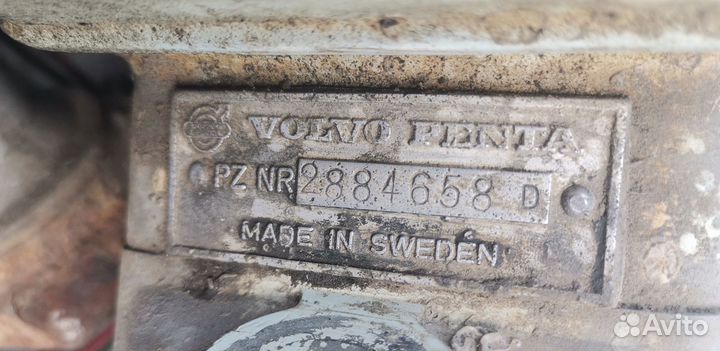 VOLVO PENTA
PZ NR 2884658 D
MADE IN SWEDEN
Avito